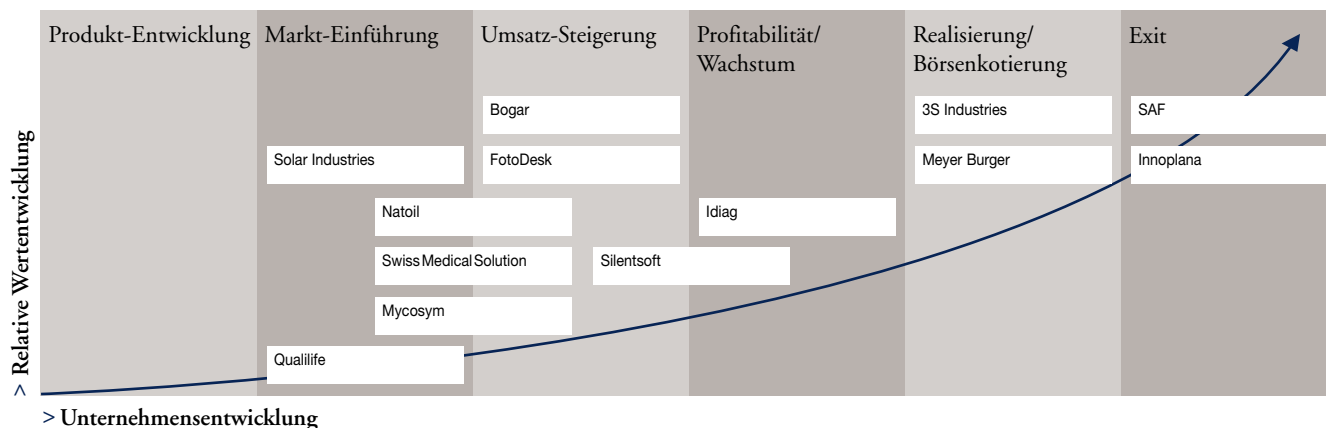 Produkt-Entwicklung
Markt-Einführung
Umsatz-Steigerung
Profitabilität/
Wachstum
Realisierung/
Börsenkotierung
Exit
Bogar
3S Industries
SAF
Solar Industries
FotoDesk
Meyer Burger
Innoplana
Natoil
Idiag
Swiss Medical Solution
Silentsoft
Mycosym
Qualilife
> Relative Wertentwicklung
> Unternehmensentwicklung